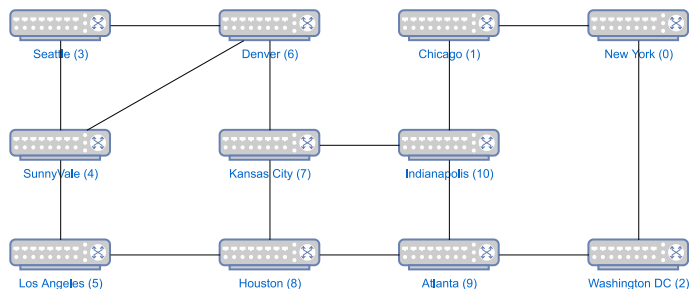 Seattle (3)
Denver (6)
Chicago (1)
New York (0)
SunnyVale (4)
Kansas City (7)
Indianapolis (10)
Los Angeles (5)
Houston (8)
Atlanta (9)
Washington DC (2)